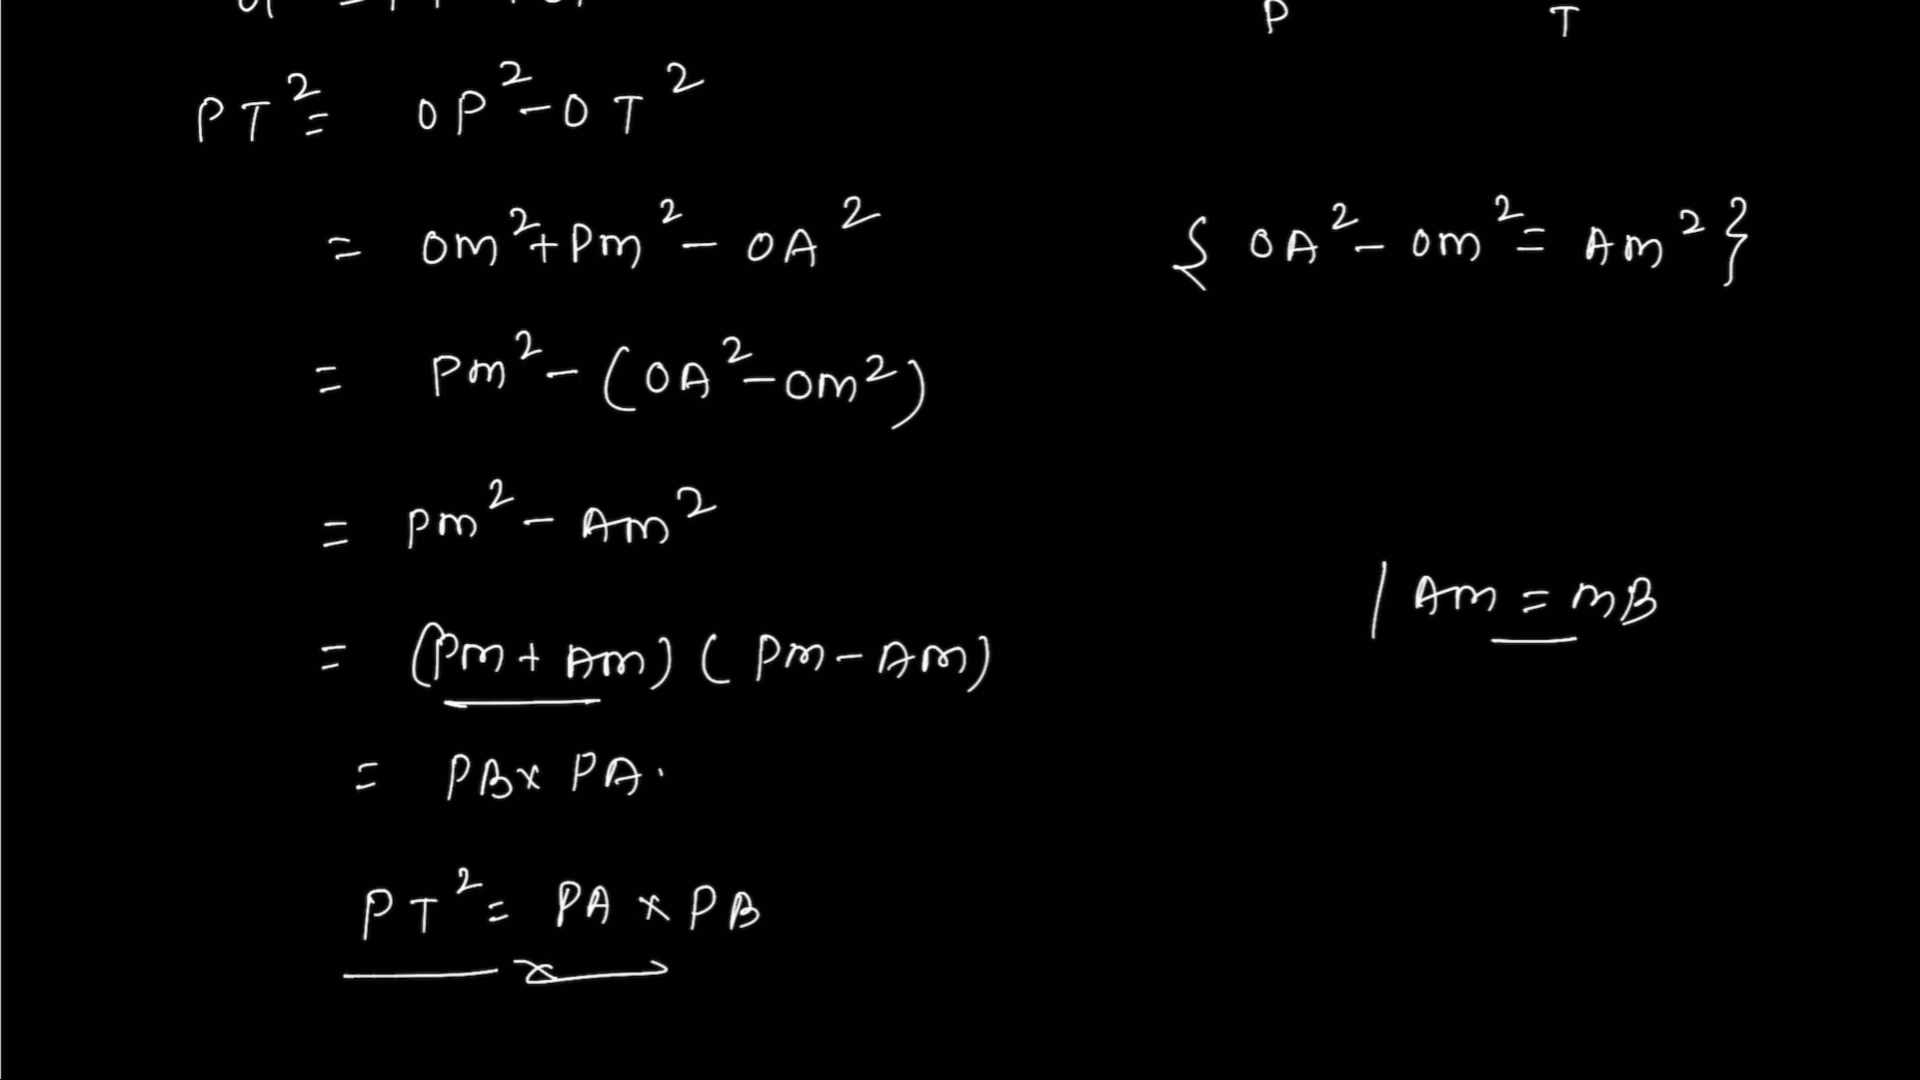 P T
PT² = OP² - OT²
= OM² + PM² - OA² { OA² - OM² = AM² }
= PM² - (OA² - OM²)
= PM² - AM²
| AM = MB
= (PM + AM) (PM - AM)
= PB × PA .
PT² = PA × PB